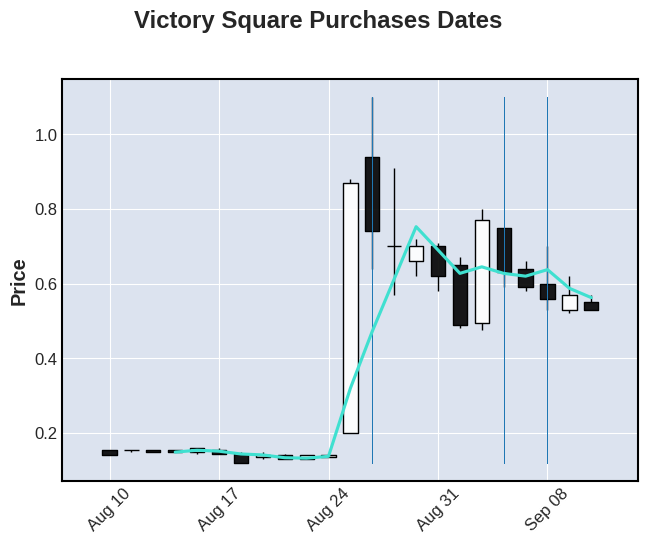 Victory Square Purchases Dates
Price
1.0
0.8
0.6
0.4
0.2
Aug 10
Aug 17
Aug 24
Aug 31
Sep 08